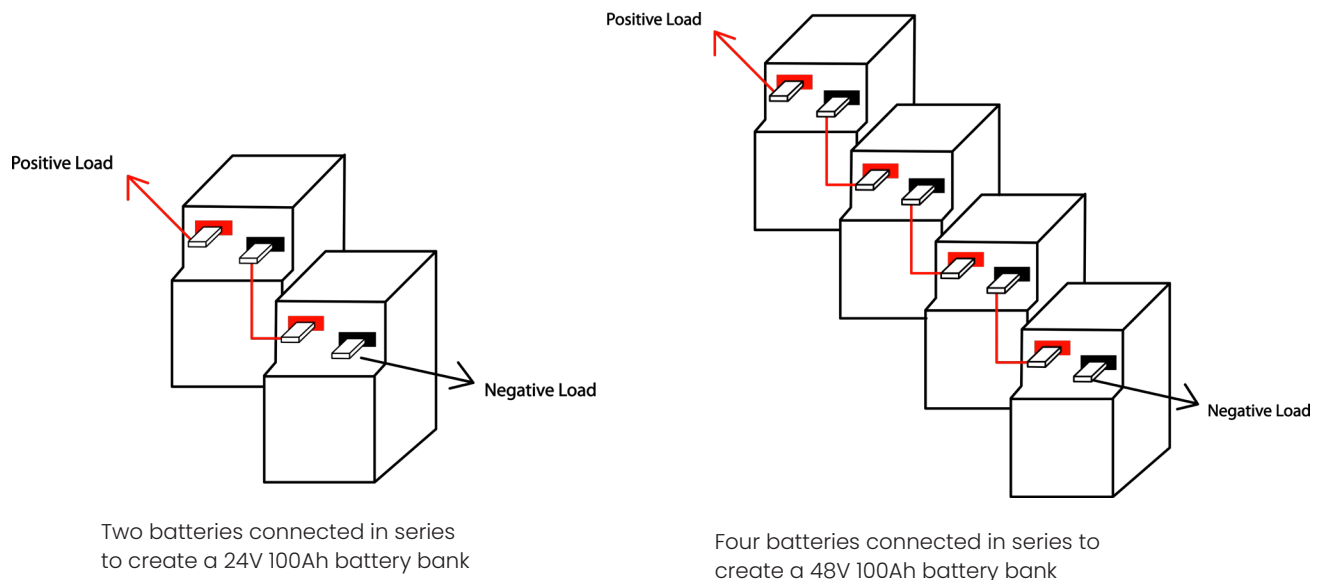 Positive Load
Negative Load
Two batteries connected in series
to create a 24V 100Ah battery bank
Positive Load
Negative Load
Four batteries connected in series to
create a 48V 100Ah battery bank